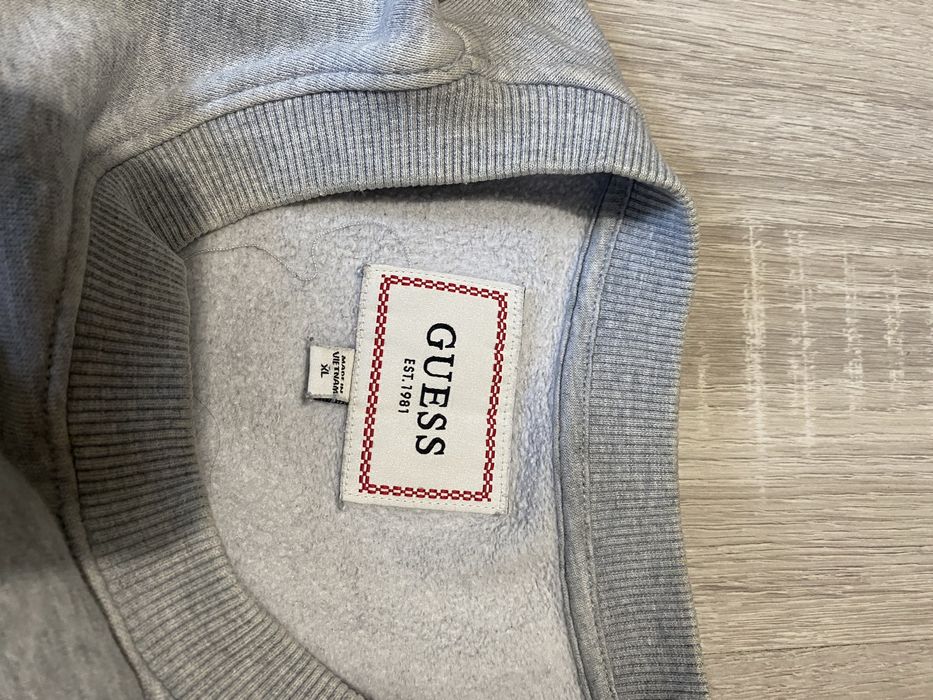 GUESS
EST. 1981
MADE IN
VIETNAM
XL